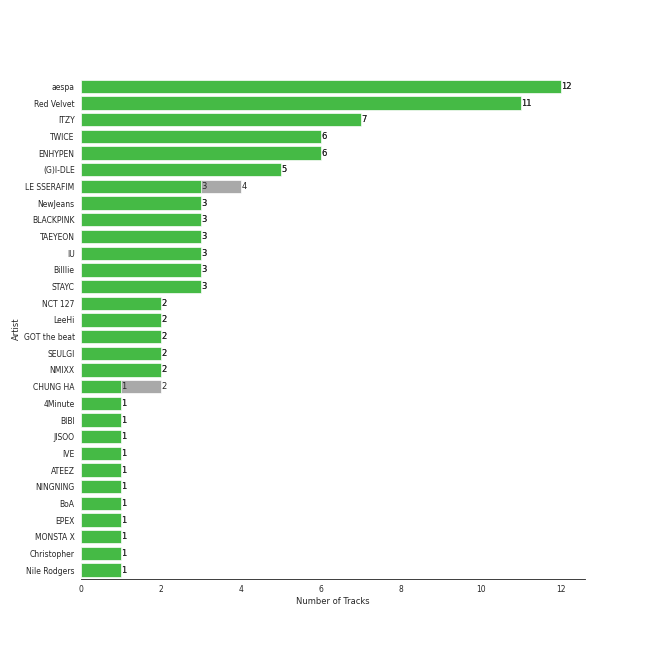 aespa 12
Red Velvet 11
ITZY 7
TWICE 6
ENHYPEN 6
(G)I-DLE 5
LE SSERAFIM 3 4
NewJeans 3
BLACKPINK 3
TAEYEON 3
IU 3
Billlie 3
STAYC 3
NCT 127 2
LeeHi 2
GOT the beat 2
SEULGI 2
NMIXX 2
CHUNG HA 1 2
4Minute 1
BIBI 1
JISOO 1
IVE 1
ATEEZ 1
NINGNING 1
BoA 1
EPEX 1
MONSTA X 1
Christopher 1
Nile Rodgers 1
Artist
0 2 4 6 8 10 12
Number of Tracks